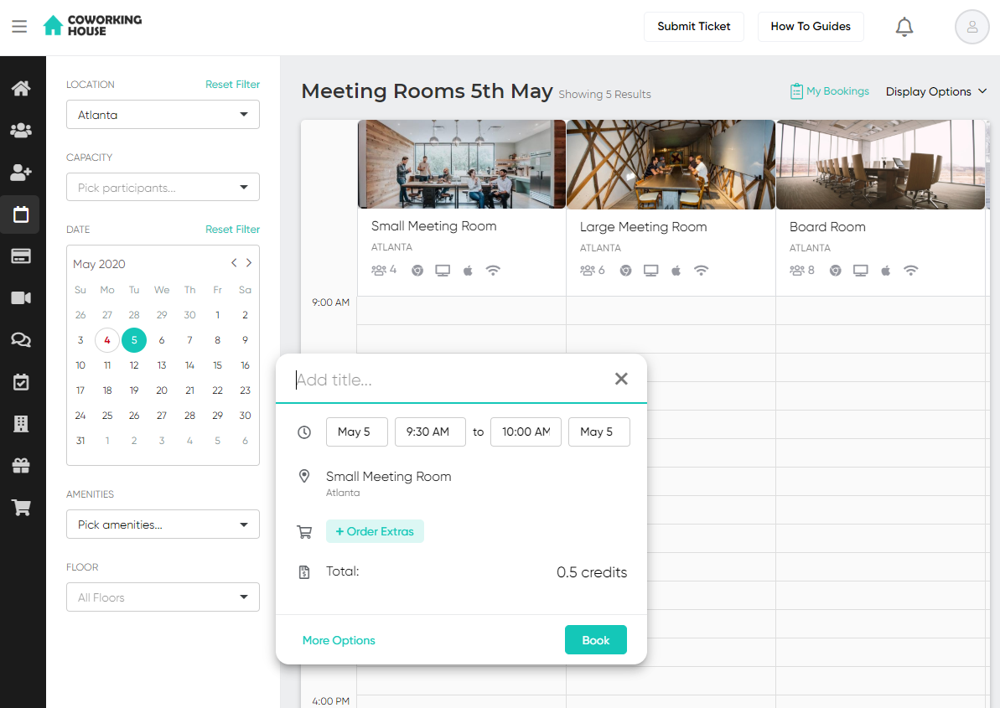 COWORKING
HOUSE
Submit Ticket
How To Guides
LOCATION Reset Filter
Atlanta
CAPACITY
Pick participants...
DATE Reset Filter
May 2020
Su Mo Tu We Th Fr Sa
26 27 28 29 30 1 2
3 4 5 6 7 8 9
10 11 12 13 14 15 16
17 18 19 20 21 22 23
24 25 26 27 28 29 30
31 1 2 3 4 5 6
AMENITIES
Pick amenities...
FLOOR
All Floors
Meeting Rooms 5th May Showing 5 Results
My Bookings
Display Options
Small Meeting Room
ATLANTA
4
Large Meeting Room
ATLANTA
6
Board Room
ATLANTA
8
9:00 AM
Add title...
May 5 9:30 AM to 10:00 AM May 5
Small Meeting Room
Atlanta
+ Order Extras
Total: 0.5 credits
More Options
Book
4:00 PM